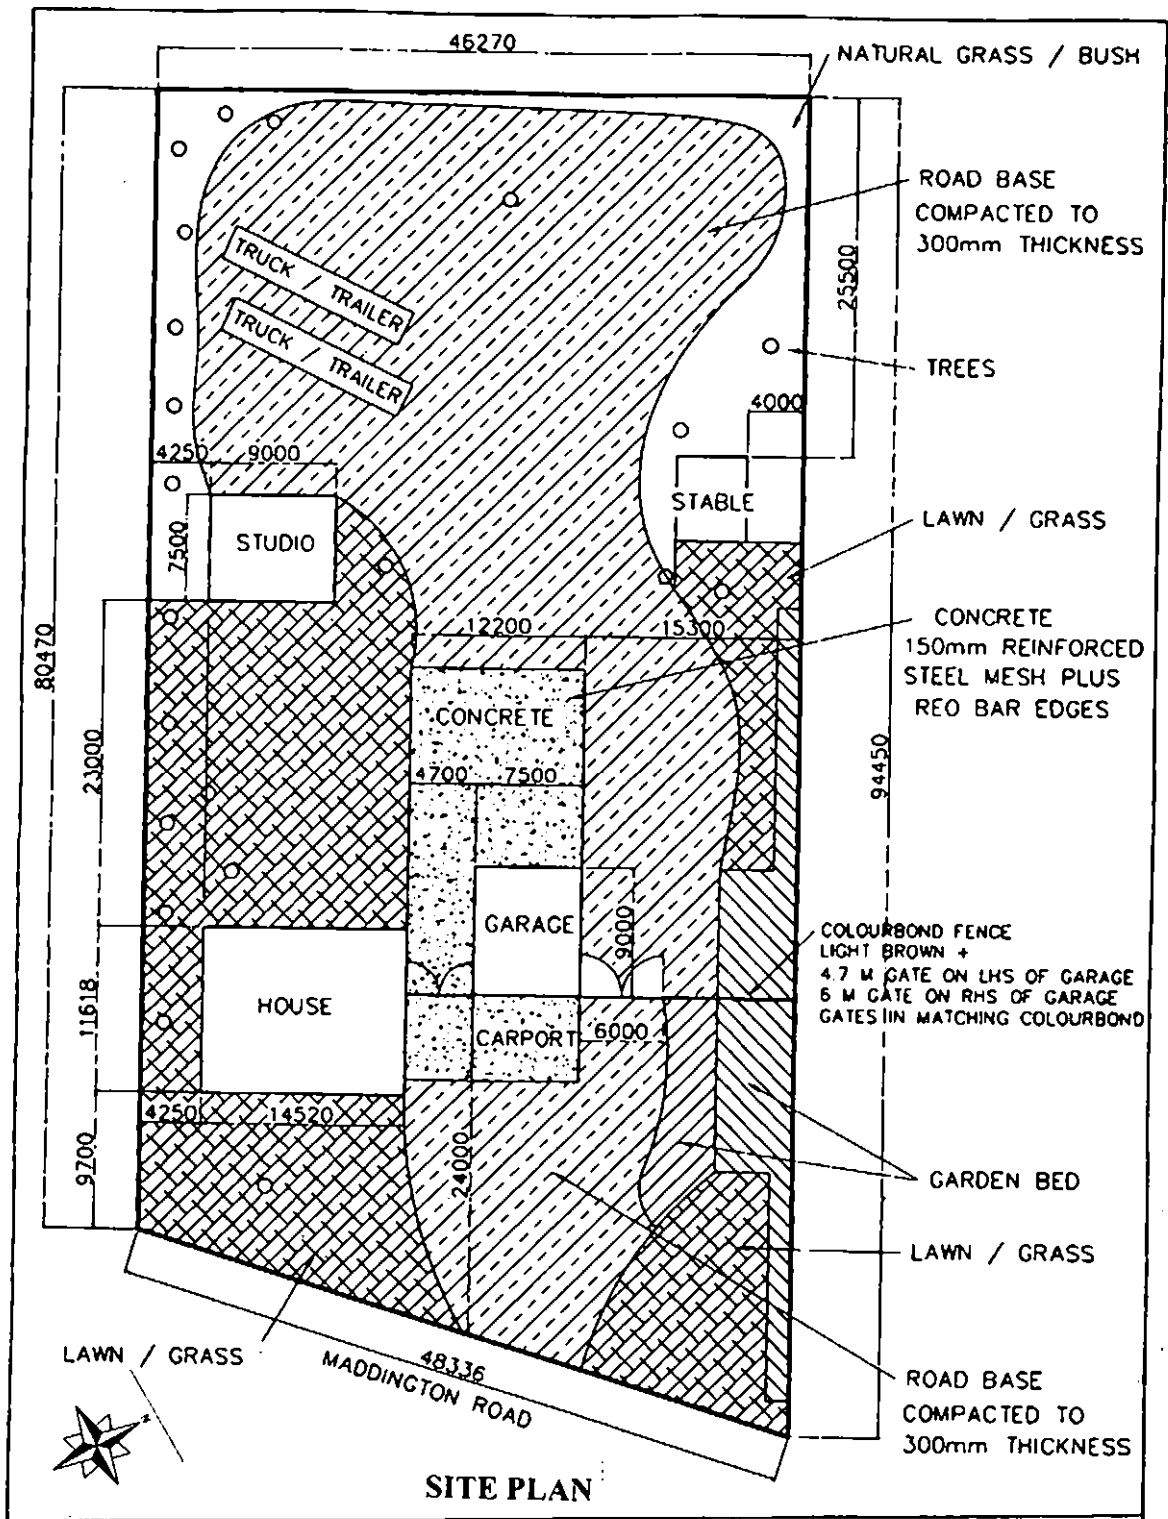 46270
NATURAL GRASS / BUSH
ROAD BASE
COMPACTED TO
300mm THICKNESS
25500
TRUCK / TRAILER
TRUCK / TRAILER
TREES
4000
4250
9000
STABLE
LAWN / GRASS
STUDIO
7500
12200
15300
CONCRETE
150mm REINFORCED
STEEL MESH PLUS
REO BAR EDGES
80470
CONCRETE
23000
4700
7500
94450
GARAGE
9000
COLOURBOND FENCE
LIGHT BROWN +
4.7 M GATE ON LHS OF GARAGE
6 M GATE ON RHS OF GARAGE
GATES IN MATCHING COLOURBOND
HOUSE
11618
CARPORT
6000
4250
14520
9700
24000
GARDEN BED
LAWN / GRASS
LAWN / GRASS
48336
MADDINGTON ROAD
ROAD BASE
COMPACTED TO
300mm THICKNESS
SITE PLAN